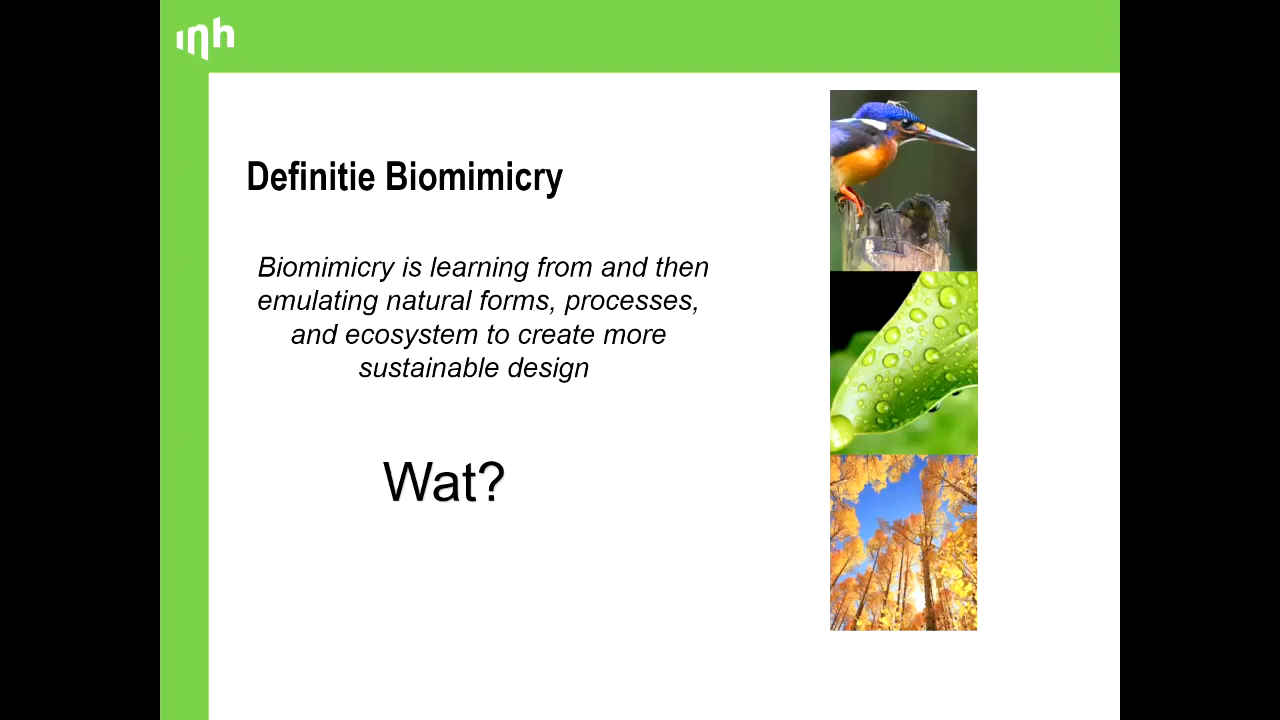 inh
Definitie Biomimicry
Biomimicry is learning from and then
emulating natural forms, processes,
and ecosystem to create more
sustainable design
Wat?